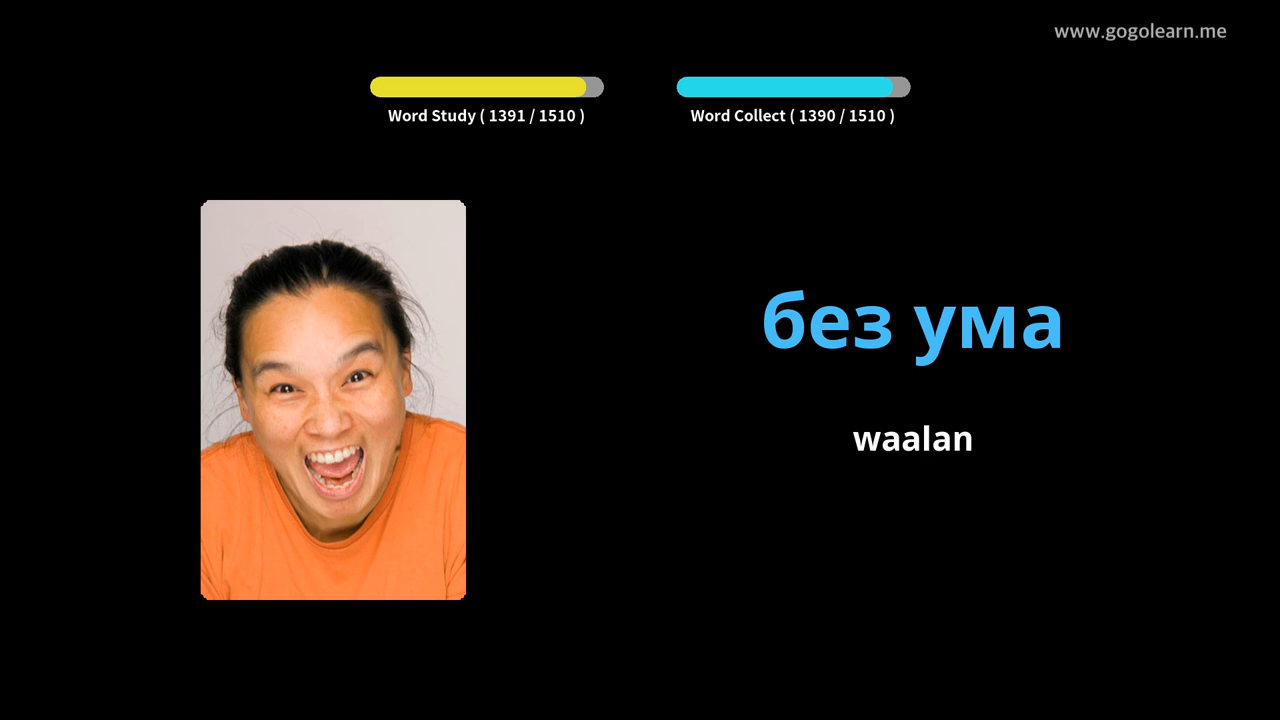 www.gogolearn.me
Word Study ( 1391 / 1510 )
Word Collect ( 1390 / 1510 )
без ума
waalan